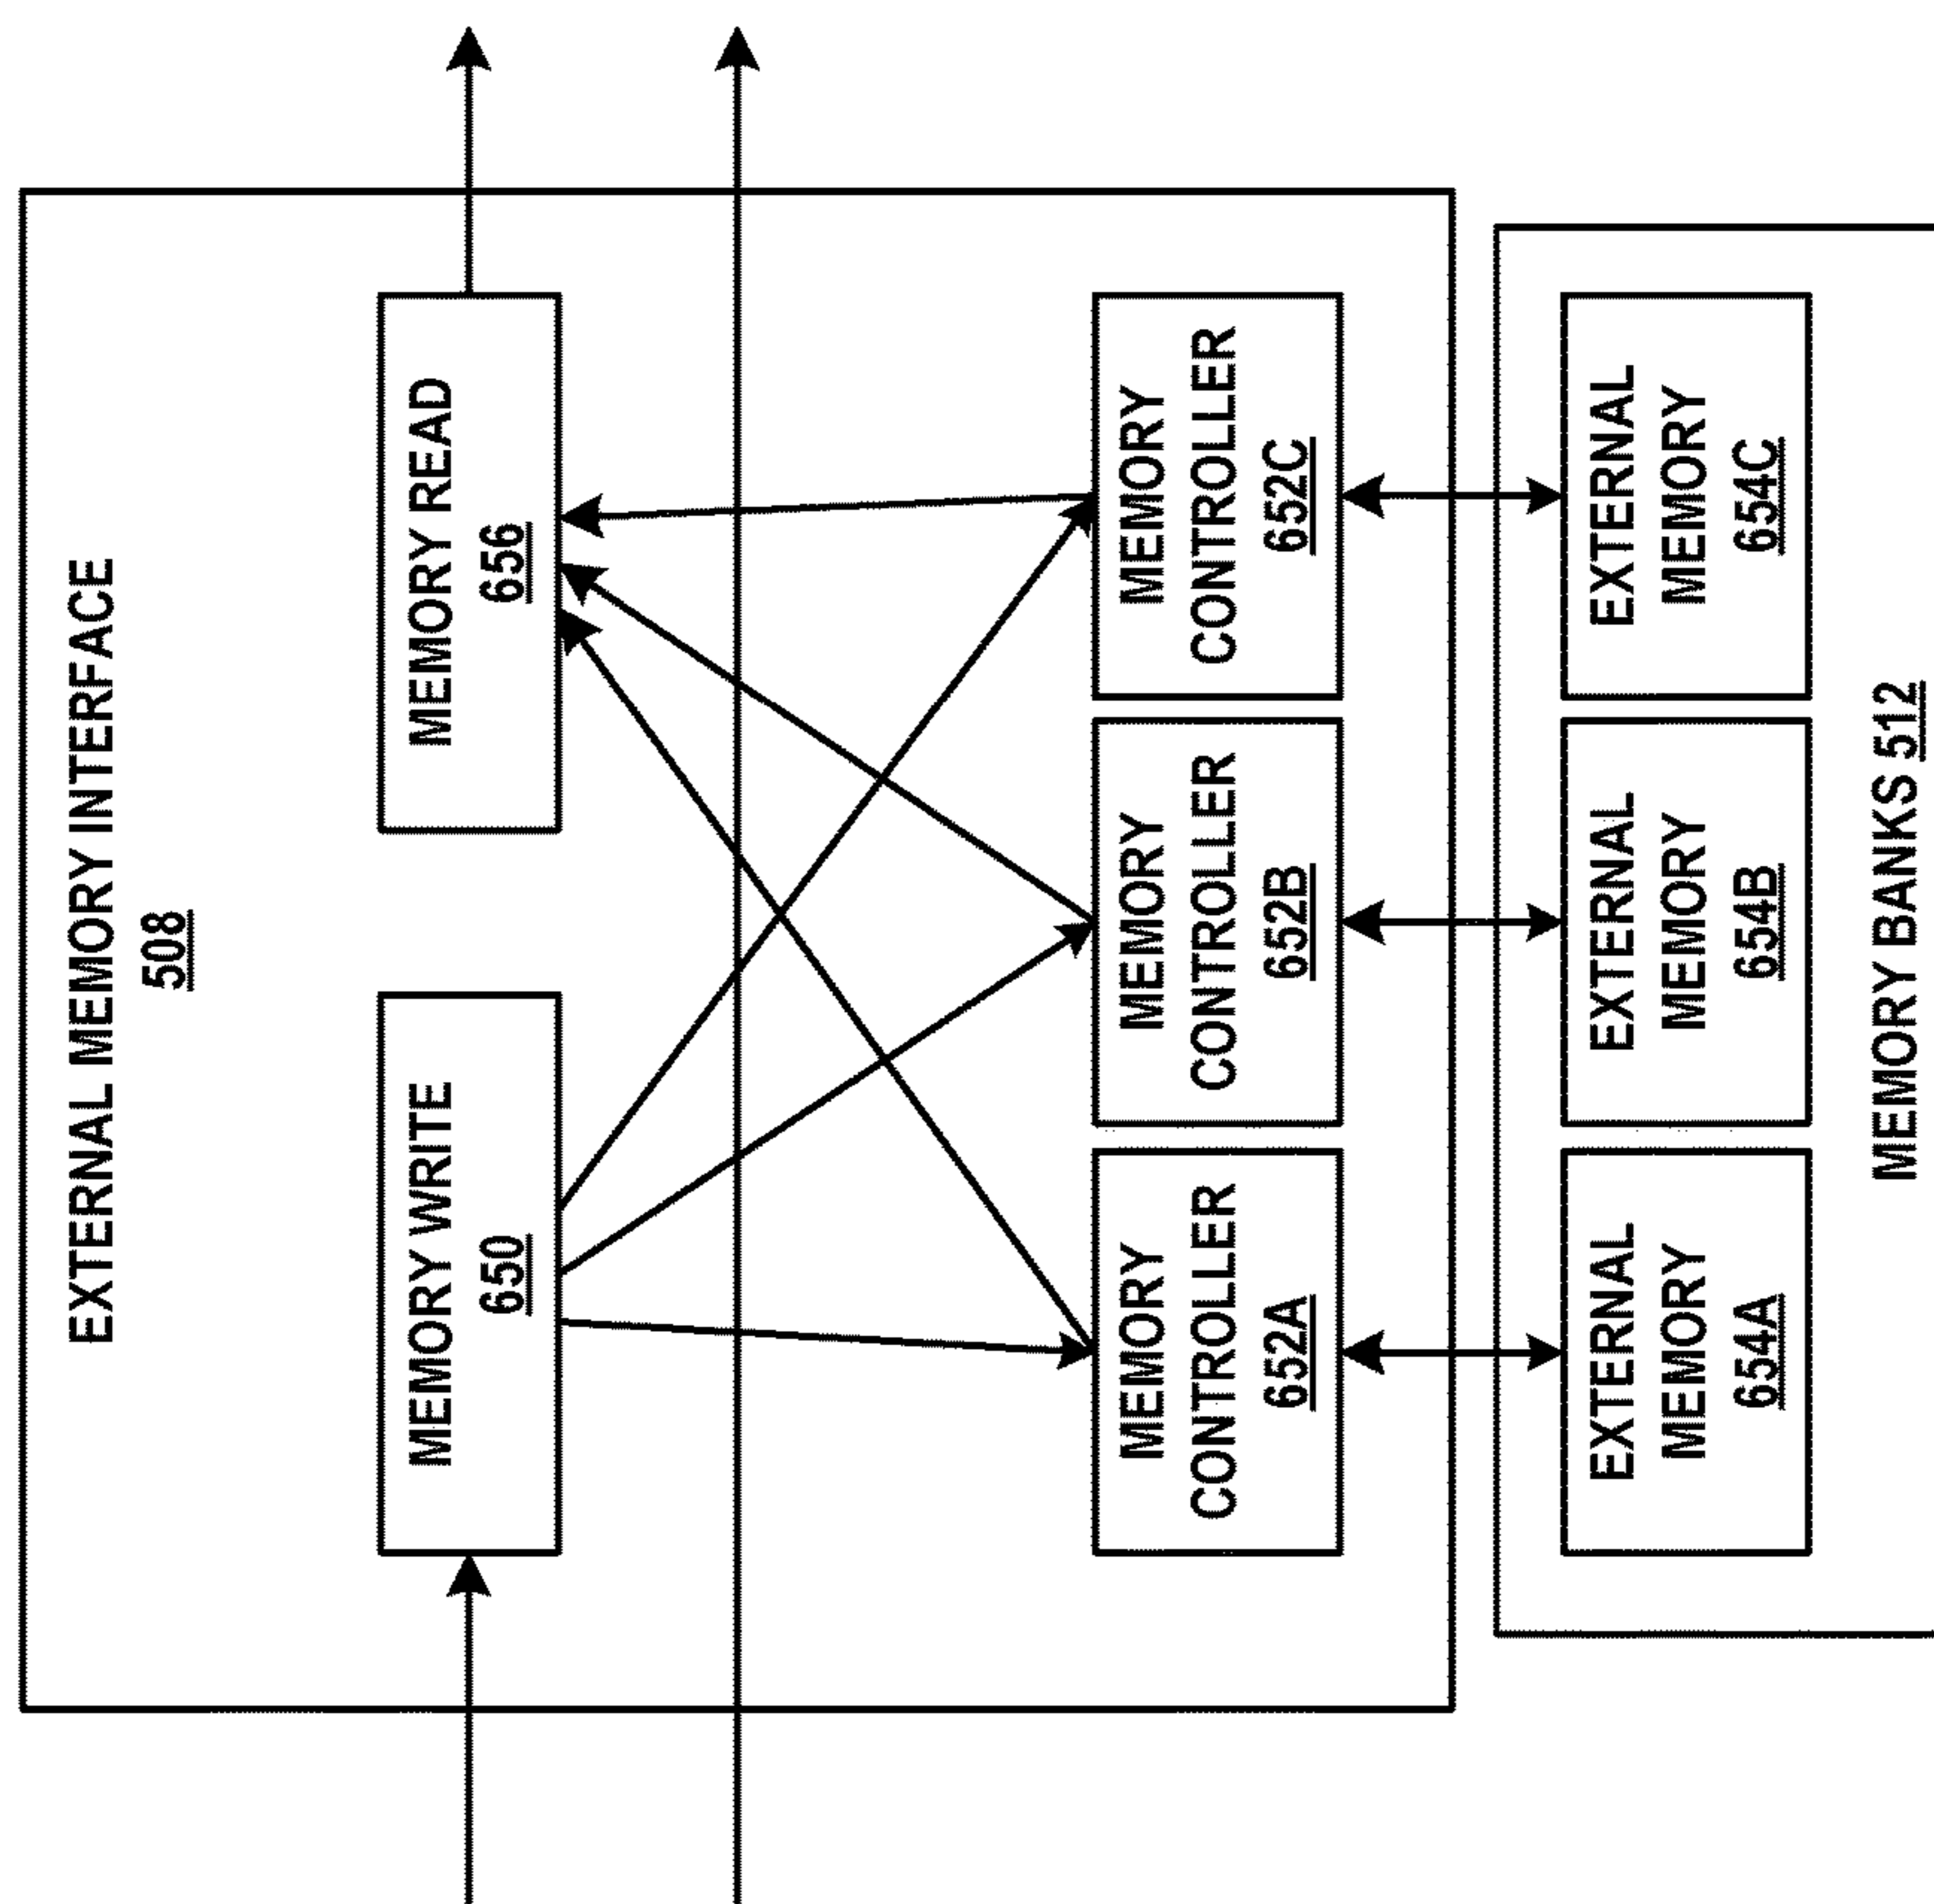 EXTERNAL MEMORY INTERFACE
508
MEMORY WRITE
650
MEMORY READ
656
MEMORY
CONTROLLER
652A
MEMORY
CONTROLLER
652B
MEMORY
CONTROLLER
652C
EXTERNAL
MEMORY
654A
EXTERNAL
MEMORY
654B
EXTERNAL
MEMORY
654C
MEMORY BANKS 512